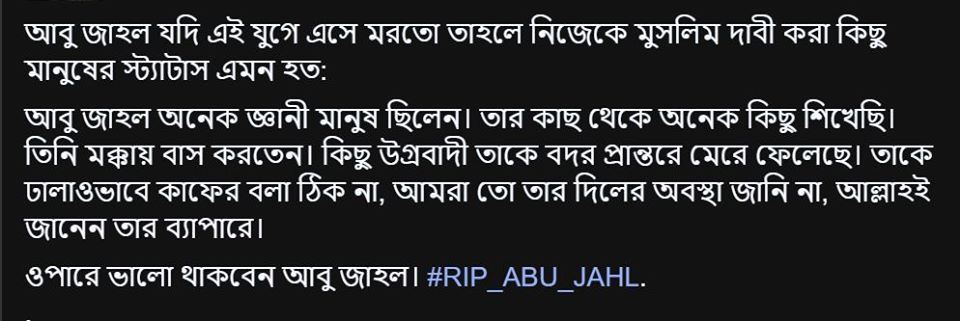 আবু জাহল যদি এই যুগে এসে মরতো তাহলে নিজেকে মুসলিম দাবী করা কিছু
মানুষের স্ট্যাটাস এমন হত:
আবু জাহল অনেক জ্ঞানী মানুষ ছিলেন। তার কাছ থেকে অনেক কিছু শিখেছি।
তিনি মক্কায় বাস করতেন। কিছু উগ্রবাদী তাকে বদর প্রান্তরে মেরে ফেলেছে। তাকে
ঢালাওভাবে কাফের বলা ঠিক না, আমরা তো তার দিলের অবস্থা জানি না, আল্লাহই
জানেন তার ব্যাপারে।
ওপারে ভালো থাকবেন আবু জাহল। #RIP_ABU_JAHL.